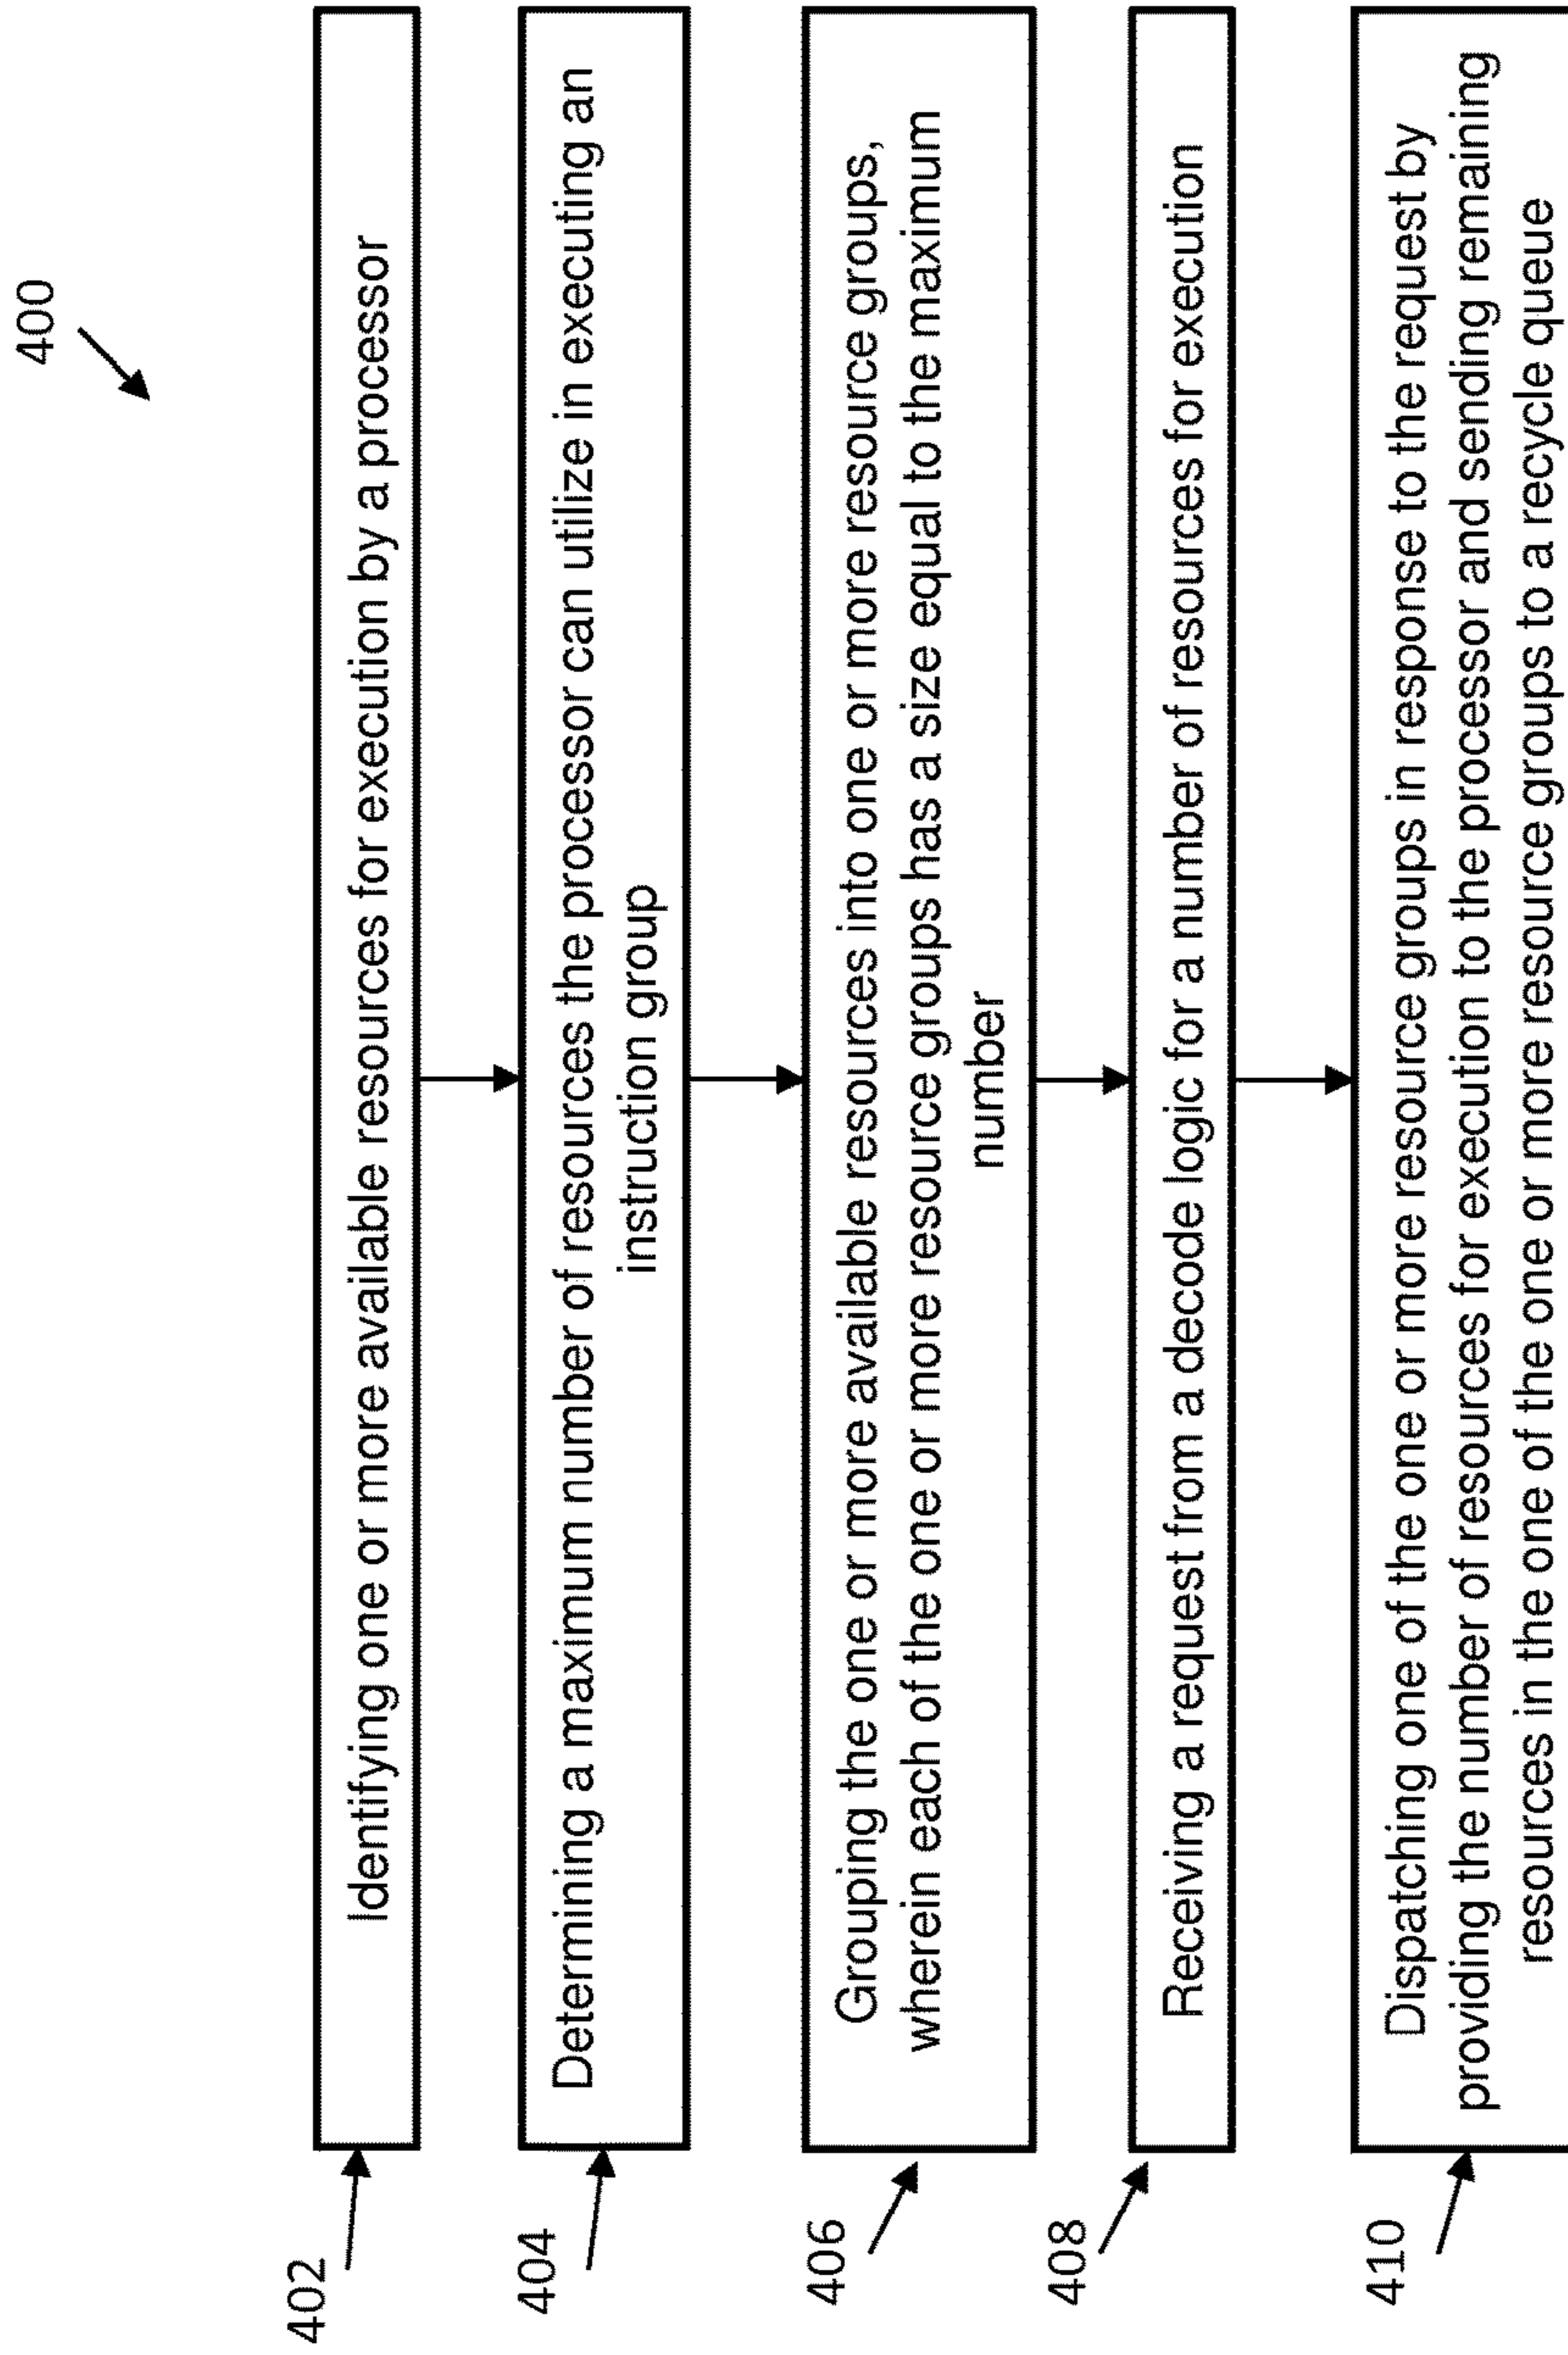 400
402
Identifying one or more available resources for execution by a processor
404
Determining a maximum number of resources the processor can utilize in executing an
instruction group
406
Grouping the one or more available resources into one or more resource groups,
wherein each of the one or more resource groups has a size equal to the maximum
number
408
Receiving a request from a decode logic for a number of resources for execution
410
Dispatching one of the one or more resource groups in response to the request by
providing the number of resources for execution to the processor and sending remaining
resources in the one of the one or more resource groups to a recycle queue